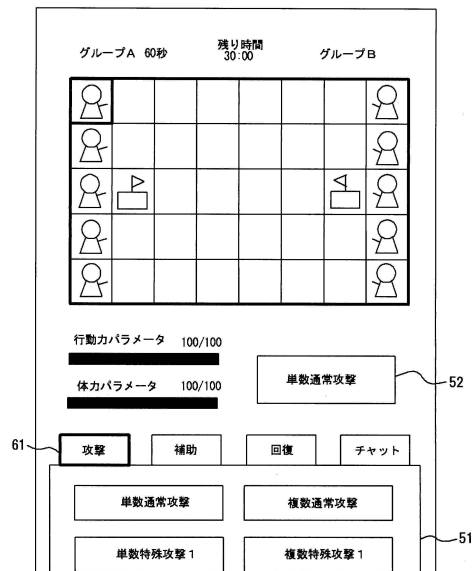 グループA 60秒 残り時間 グループB
30:00
行動力パラメータ 100/100
単数通常攻撃 52
体力パラメータ 100/100
61 攻撃 補助 回復 チャット
単数通常攻撃 複数通常攻撃
51
単数特殊攻撃1 複数特殊攻撃1